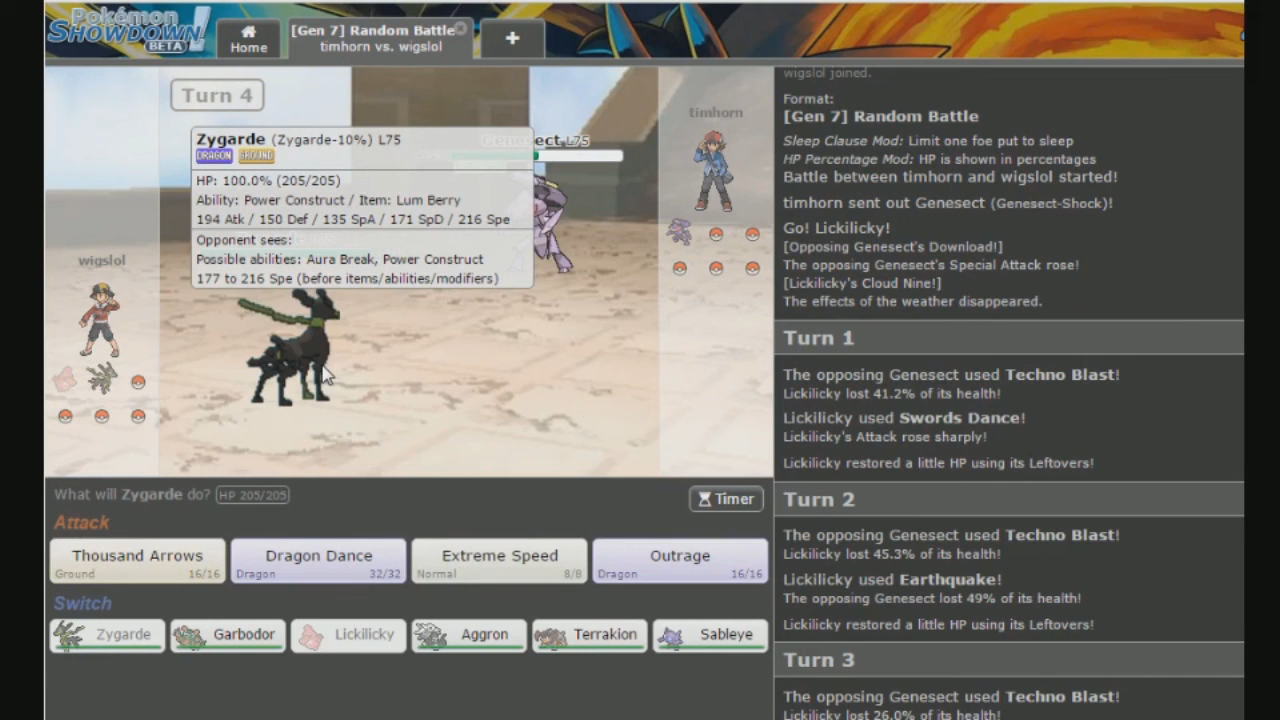 Pokémon
SHOWDOWN!
BETA
Home
[Gen 7] Random Battle
timhorn vs. wigslol
+
Turn 4
Zygarde (Zygarde-10%) L75
DRAGON GROUND
HP: 100.0% (205/205)
Ability: Power Construct / Item: Lum Berry
194 Atk / 150 Def / 135 SpA / 171 SpD / 216 Spe
Opponent sees:
Possible abilities: Aura Break, Power Construct
177 to 216 Spe (before items/abilities/modifiers)
Genesect L75
timhorn
wigslol
What will Zygarde do? HP 205/205
Timer
Attack
Thousand Arrows
Ground 16/16
Dragon Dance
Dragon 32/32
Extreme Speed
Normal 8/8
Outrage
Dragon 16/16
Switch
Zygarde
Garbodor
Lickilicky
Aggron
Terrakion
Sableye
wigslol joined.
Format:
[Gen 7] Random Battle
Sleep Clause Mod: Limit one foe put to sleep
HP Percentage Mod: HP is shown in percentages
Battle between timhorn and wigslol started!
timhorn sent out Genesect (Genesect-Shock)!
Go! Lickilicky!
[Opposing Genesect's Download!]
The opposing Genesect's Special Attack rose!
[Lickilicky's Cloud Nine!]
The effects of the weather disappeared.
Turn 1
The opposing Genesect used Techno Blast!
Lickilicky lost 41.2% of its health!
Lickilicky used Swords Dance!
Lickilicky's Attack rose sharply!
Lickilicky restored a little HP using its Leftovers!
Turn 2
The opposing Genesect used Techno Blast!
Lickilicky lost 45.3% of its health!
Lickilicky used Earthquake!
The opposing Genesect lost 49% of its health!
Lickilicky restored a little HP using its Leftovers!
Turn 3
The opposing Genesect used Techno Blast!
Lickilicky lost 26.0% of its health!